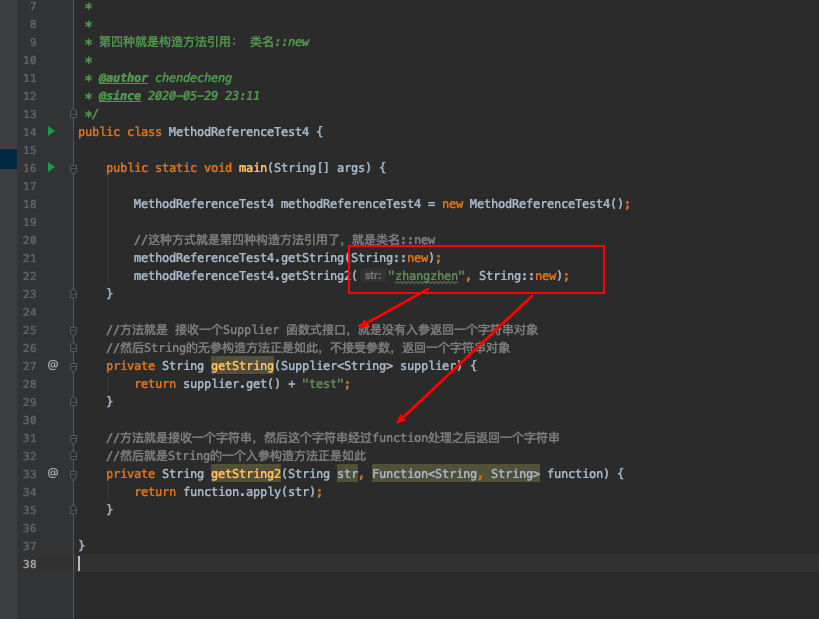 7 *
8 *
9 * 第四种就是构造方法引用: 类名::new
10 *
11 * @author chendecheng
12 * @since 2020-05-29 23:11
13 */
14 public class MethodReferenceTest4 {
15
16 public static void main(String[] args) {
17
18 MethodReferenceTest4 methodReferenceTest4 = new MethodReferenceTest4();
19
20 //这种方式就是第四种构造方法引用了，就是类名::new
21 methodReferenceTest4.getString(String::new);
22 methodReferenceTest4.getString2( str: "zhangzhen", String::new);
23 }
24
25 //方法就是 接收一个Supplier 函数式接口，就是没有入参返回一个字符串对象
26 //然后String的无参构造方法正是如此，不接受参数，返回一个字符串对象
27 @ private String getString(Supplier<String> supplier) {
28 return supplier.get() + "test";
29 }
30
31 //方法就是接收一个字符串，然后这个字符串经过function处理之后返回一个字符串
32 //然后就是String的一个入参构造方法正是如此
33 @ private String getString2(String str, Function<String, String> function) {
34 return function.apply(str);
35 }
36
37 }
38